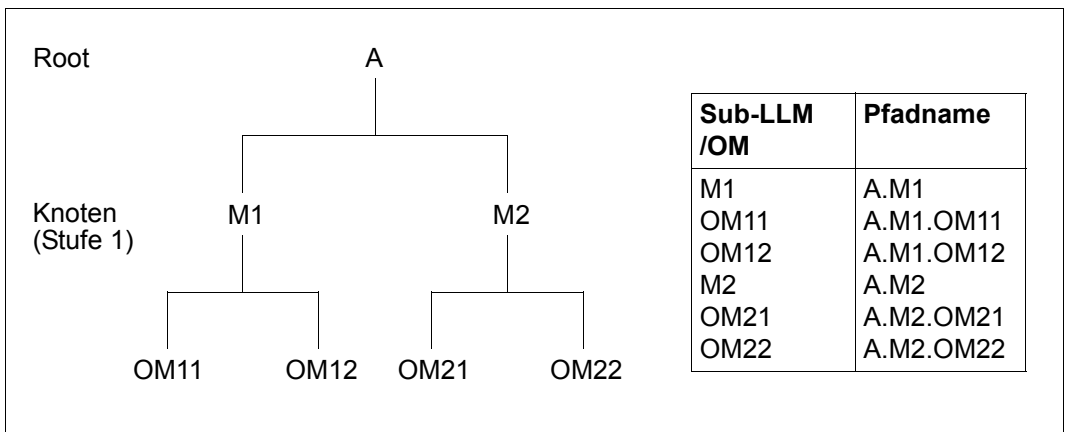 Root A
Knoten M1 M2
(Stufe 1)
OM11 OM12 OM21 OM22
Sub-LLM Pfadname
/OM
M1 A.M1
OM11 A.M1.OM11
OM12 A.M1.OM12
M2 A.M2
OM21 A.M2.OM21
OM22 A.M2.OM22